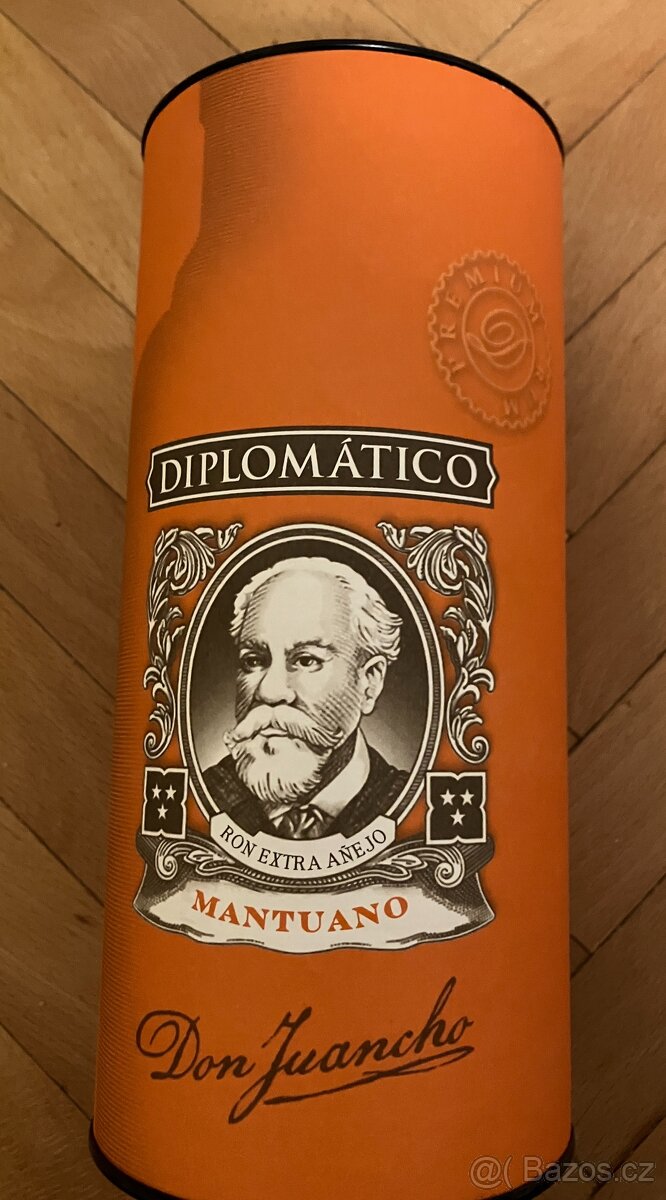 PREMIUM
DIPLOMÁTICO
RON EXTRA AÑEJO
MANTUANO
Don Juancho
@( Bazos.cz